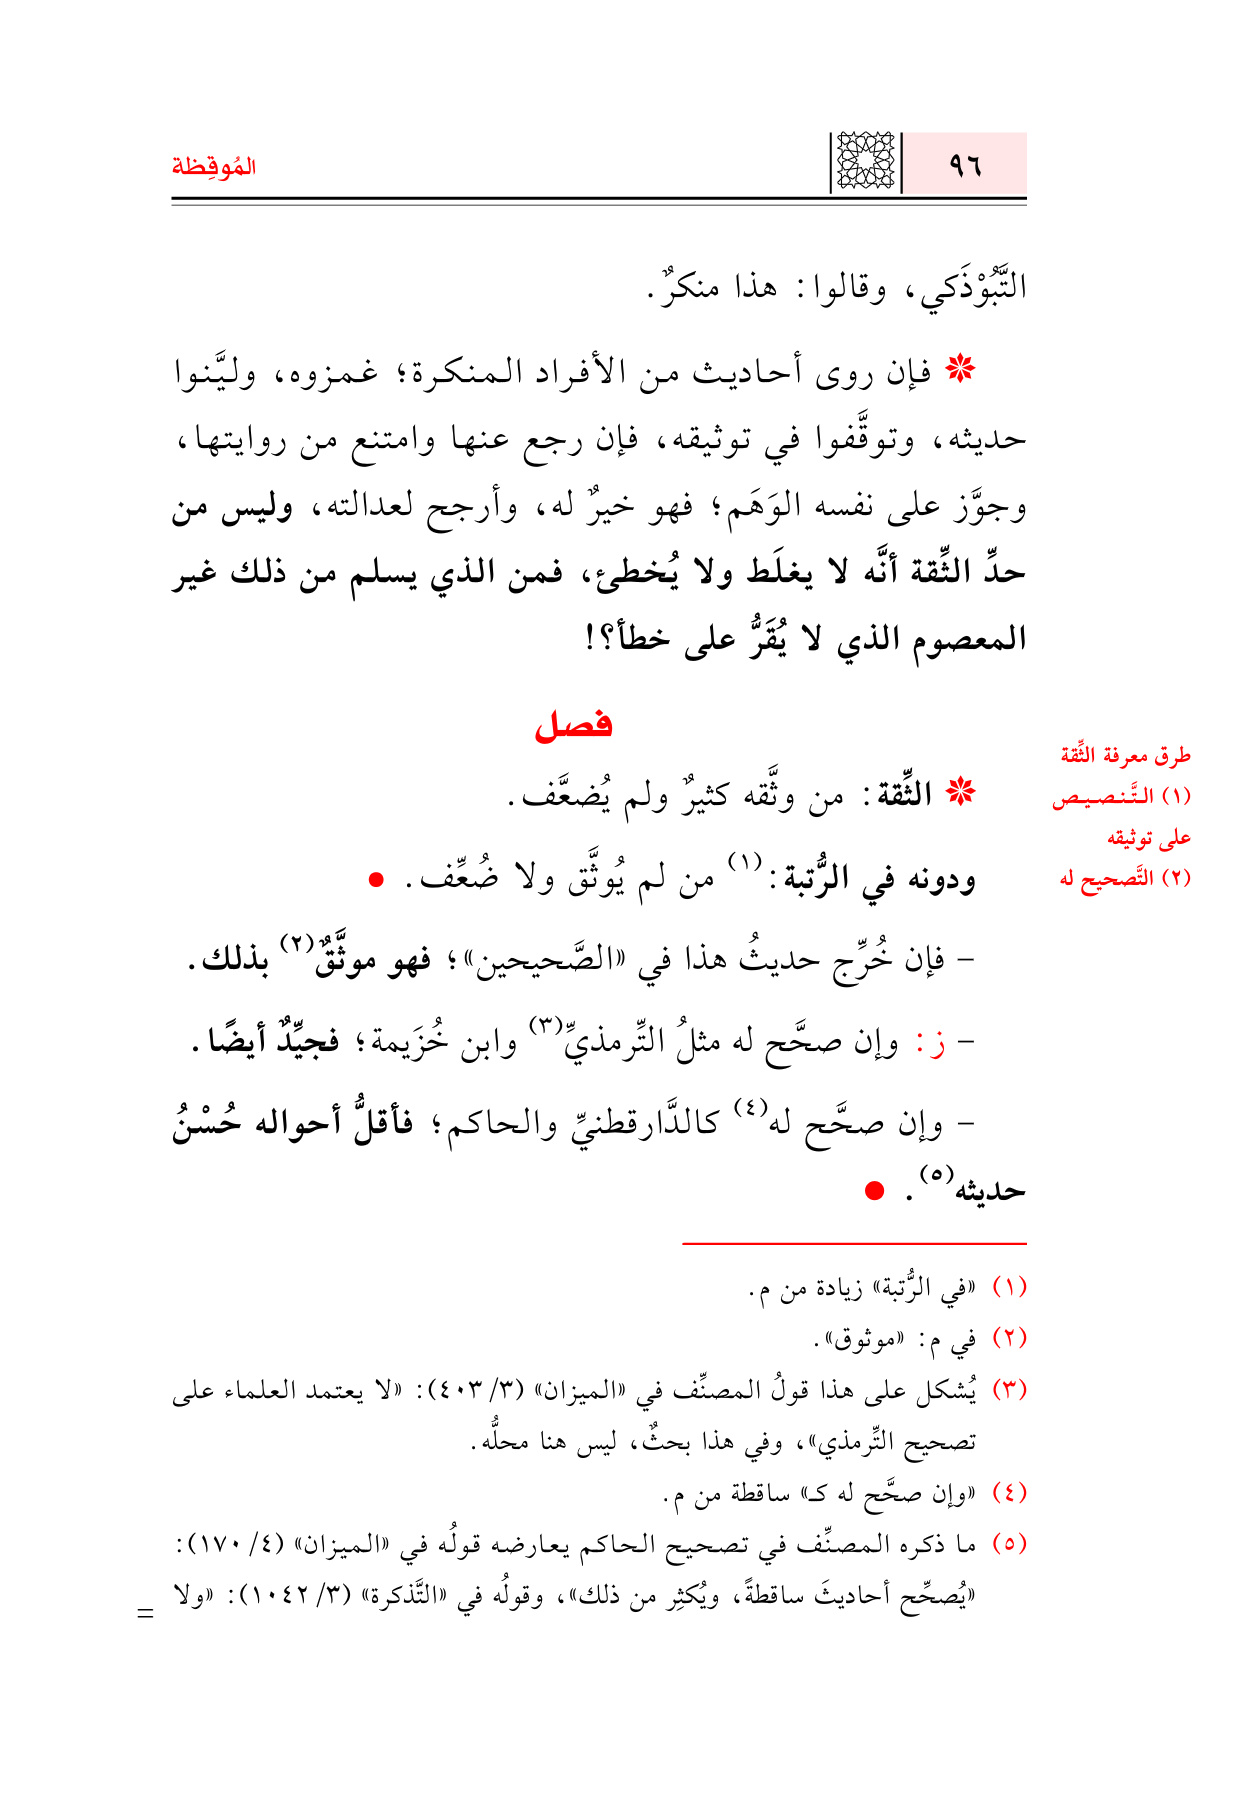 ٩٦
المُوقِظة
التَّبُوْذَكي، وقالوا: هذا منكرٌ.
فإن روى أحاديث من الأفراد المنكرة؛ غمزوه، وليَّنوا
حديثه، وتوقَّفوا في توثيقه، فإن رجع عنها وامتنع من روايتها،
وجوَّز على نفسه الوَهَم؛ فهو خيرٌ له، وأرجح لعدالته، وليس من
حدِّ الثِّقة أنَّه لا يغلَط ولا يُخطئ، فمن الذي يسلم من ذلك غير
المعصوم الذي لا يُقَرُّ على خطأ؟!
فصل
طرق معرفة الثِّقة
(١) التَّنصيص
على توثيقه
(٢) التَّصحيح له
الثِّقة: من وثَّقه كثيرٌ ولم يُضعَّف.
ودونه في الرُّتبة:(١) من لم يُوثَّق ولا ضُعِّف. ●
– فإن خُرِّج حديثُ هذا في «الصَّحيحين»؛ فهو موثَّقٌ(٢) بذلك.
– ز: وإن صحَّح له مثلُ التِّرمذيِّ(٣) وابن خُزَيمة؛ فجيِّدٌ أيضًا.
– وإن صحَّح له(٤) كالدَّارقطنيِّ والحاكم؛ فأقلُّ أحواله حُسْنُ
حديثه(٥). ●
(١) «في الرُّتبة» زيادة من م.
(٢) في م: «موثوق».
(٣) يُشكل على هذا قولُ المصنِّف في «الميزان» (٣/ ٤٠٣): «لا يعتمد العلماء على
تصحيح التِّرمذي»، وفي هذا بحثٌ، ليس هنا محلُّه.
(٤) «وإن صحَّح له كـ» ساقطة من م.
(٥) ما ذكره المصنِّف في تصحيح الحاكم يعارضه قولُه في «الميزان» (٤/ ١٧٠):
«يُصحِّح أحاديثَ ساقطةً، ويُكثِر من ذلك»، وقولُه في «التَّذكرة» (٣/ ١٠٤٢): «ولا
=